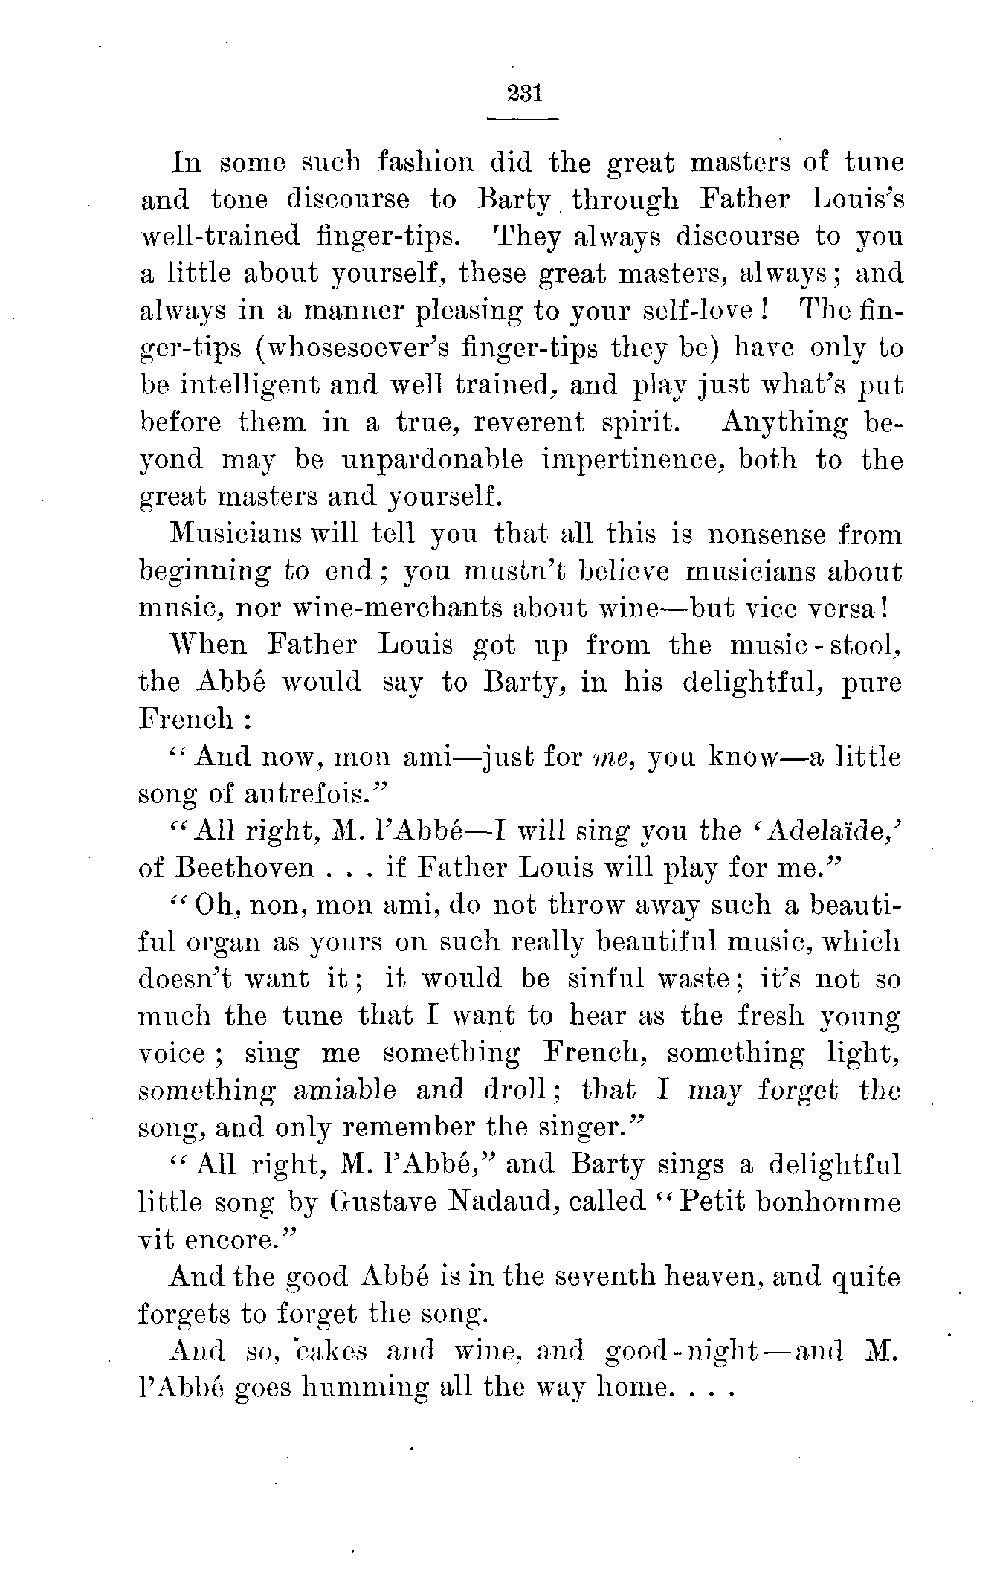 231
In some such fashion did the great masters of tune
and tone discourse to Barty through Father Louis's
well-trained finger-tips. They always discourse to you
a little about yourself, these great masters, always; and
always in a manner pleasing to your self-love! The fin-
ger-tips (whosesoever's finger-tips they be) have only to
be intelligent and well trained, and play just what's put
before them in a true, reverent spirit. Anything be-
yond may be unpardonable impertinence, both to the
great masters and yourself.
Musicians will tell you that all this is nonsense from
beginning to end; you mustn't believe musicians about
music, nor wine-merchants about wine—but vice versa!
When Father Louis got up from the music-stool,
the Abbé would say to Barty, in his delightful, pure
French:
“And now, mon ami—just for me, you know—a little
song of autrefois.”
“All right, M. l'Abbé—I will sing you the ‘Adelaïde,’
of Beethoven . . . if Father Louis will play for me.”
“Oh, non, mon ami, do not throw away such a beauti-
ful organ as yours on such really beautiful music, which
doesn't want it; it would be sinful waste; it's not so
much the tune that I want to hear as the fresh young
voice; sing me something French, something light,
something amiable and droll; that I may forget the
song, and only remember the singer.”
“All right, M. l'Abbé,” and Barty sings a delightful
little song by Gustave Nadaud, called “Petit bonhomme
vit encore.”
And the good Abbé is in the seventh heaven, and quite
forgets to forget the song.
And so, cakes and wine, and good-night—and M.
l'Abbé goes humming all the way home. . . .